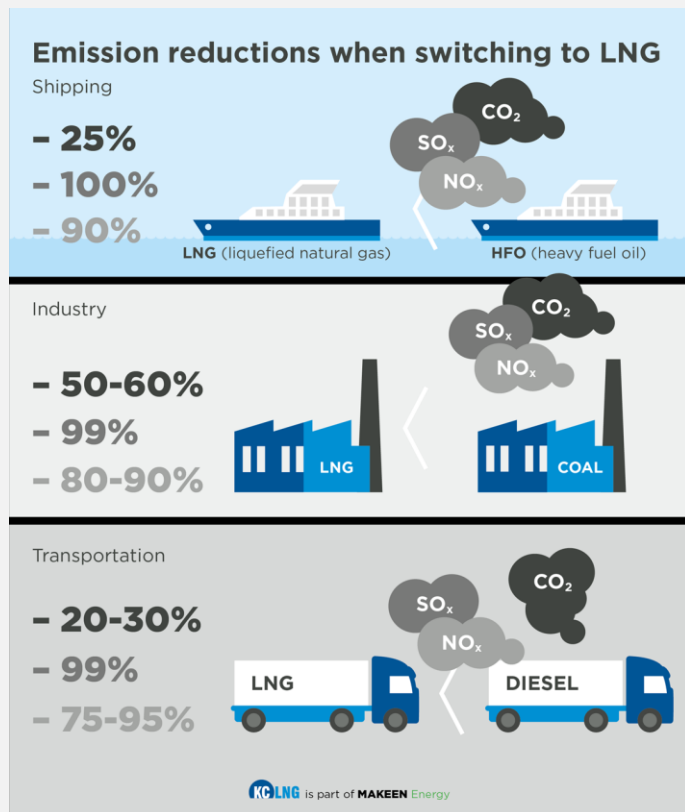 Emission reductions when switching to LNG
Shipping
– 25%
– 100%
– 90%
CO₂
SOₓ
NOₓ
LNG (liquefied natural gas)
HFO (heavy fuel oil)
Industry
– 50-60%
– 99%
– 80-90%
CO₂
SOₓ
NOₓ
LNG
COAL
Transportation
– 20-30%
– 99%
– 75-95%
CO₂
SOₓ
NOₓ
LNG
DIESEL
KC LNG is part of MAKEEN Energy